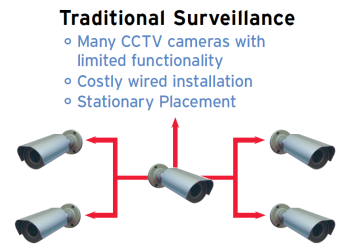 Traditional Surveillance
Many CCTV cameras with
limited functionality
Costly wired installation
Stationary Placement